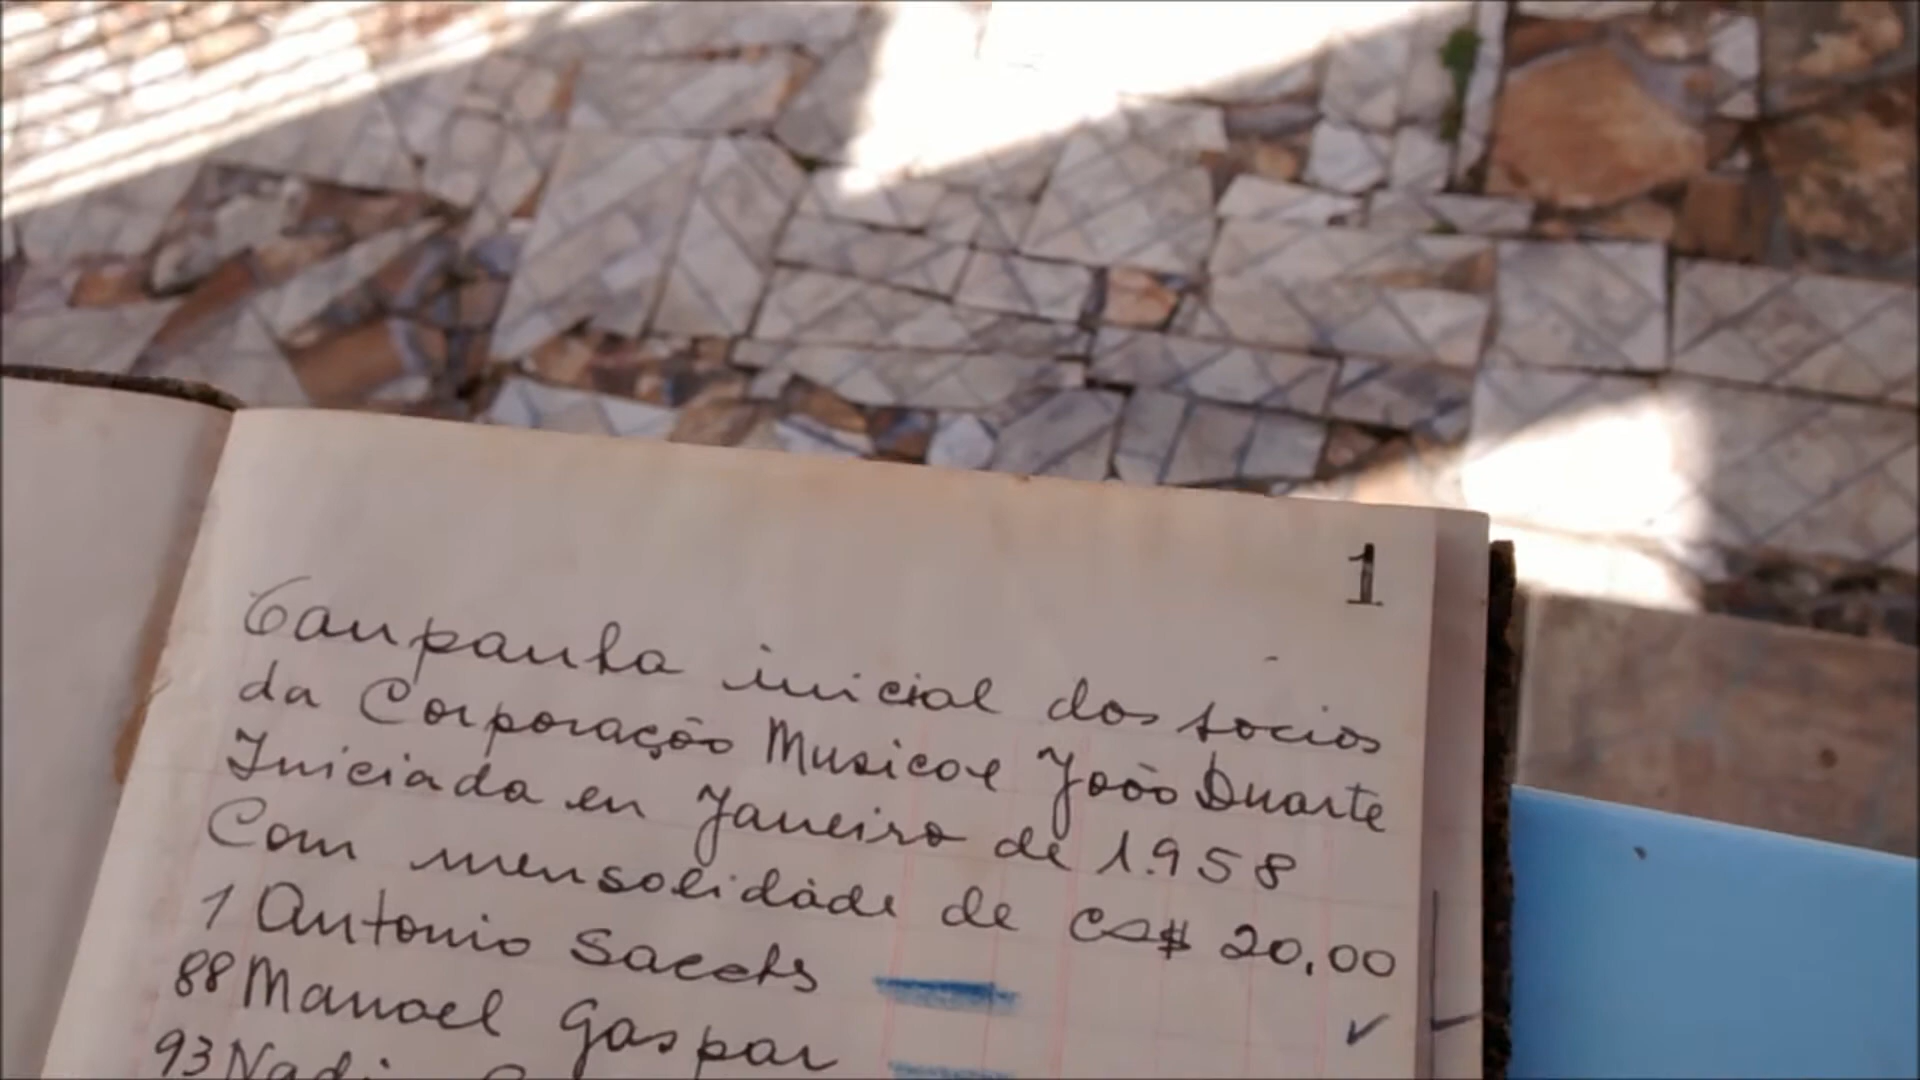 1
Campanha inicial dos socios
da Corporação Musical João Duarte
Iniciada em Janeiro de 1.958
Com mensalidade de CR$ 20,00
1 Antonio
88 Manoel Gaspar
93